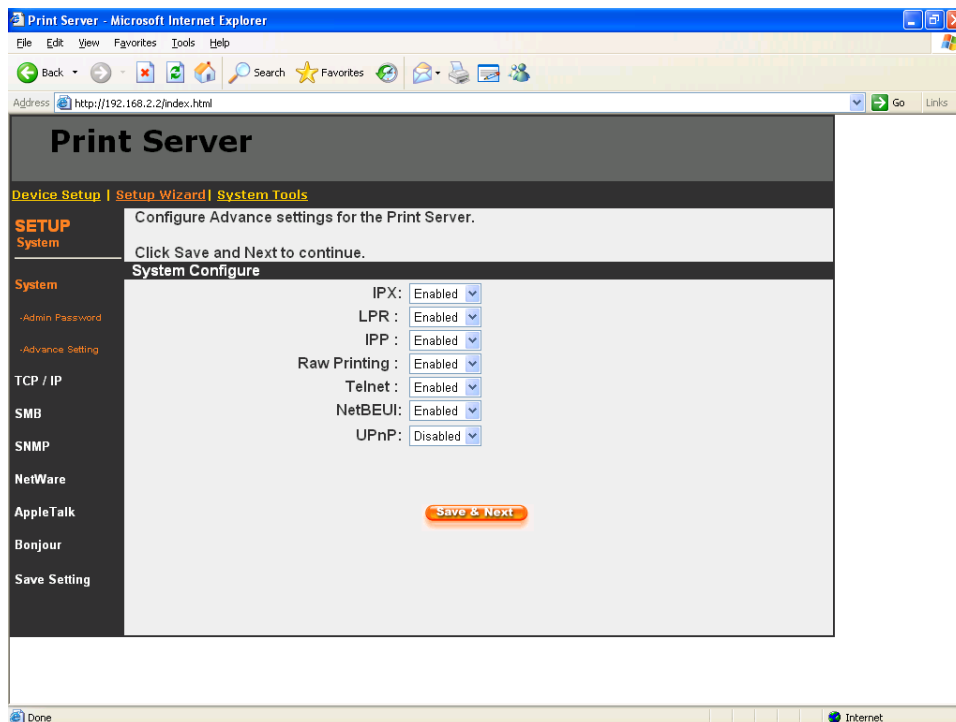 Print Server - Microsoft Internet Explorer
File Edit View Favorites Tools Help
Back Search Favorites
Address http://192.168.2.2/index.html Go Links
Print Server
Device Setup | Setup Wizard | System Tools
SETUP
System
System
-Admin Password
-Advance Setting
TCP / IP
SMB
SNMP
NetWare
AppleTalk
Bonjour
Save Setting
Configure Advance settings for the Print Server.
Click Save and Next to continue.
System Configure
IPX: Enabled
LPR : Enabled
IPP : Enabled
Raw Printing : Enabled
Telnet : Enabled
NetBEUI: Enabled
UPnP: Disabled
Save & Next
Done Internet